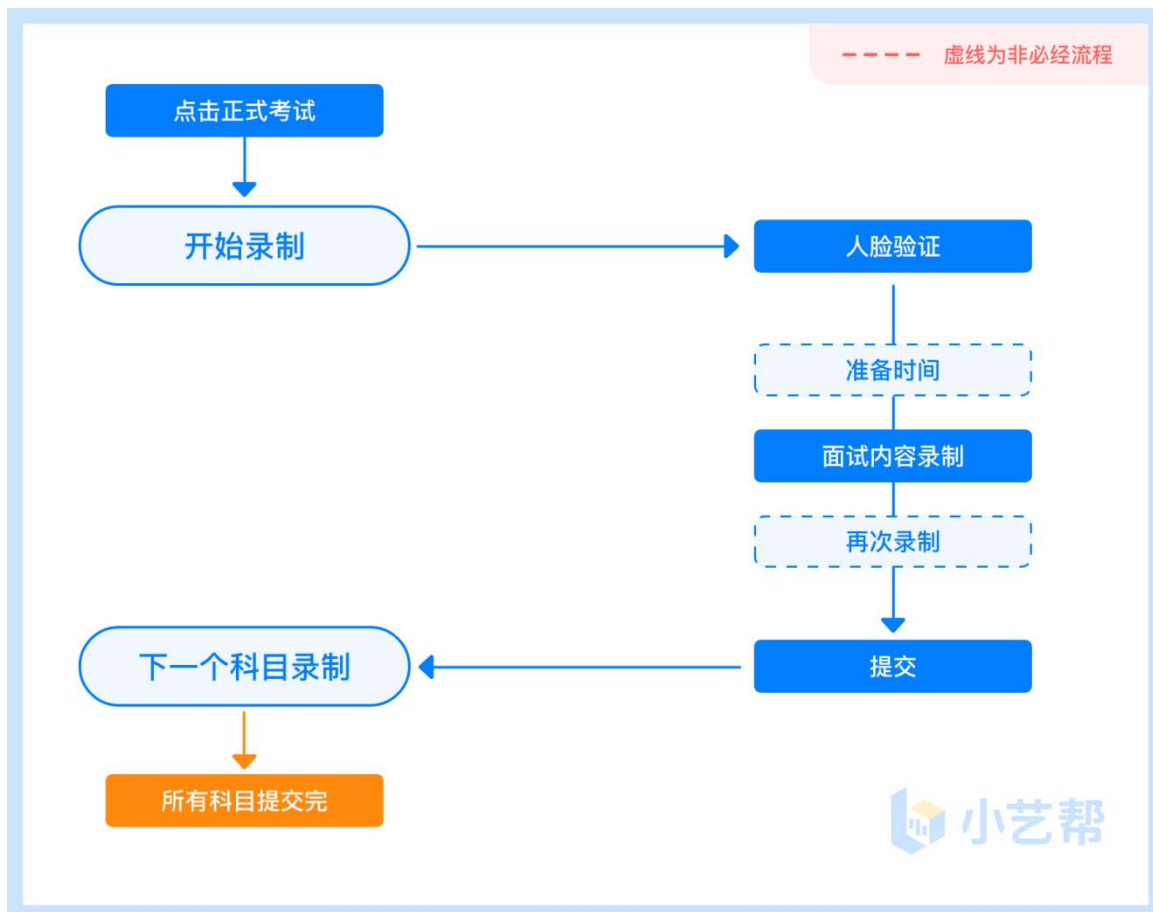 虚线为非必经流程
点击正式考试
开始录制
人脸验证
准备时间
面试内容录制
再次录制
提交
下一个科目录制
所有科目提交完
小艺帮